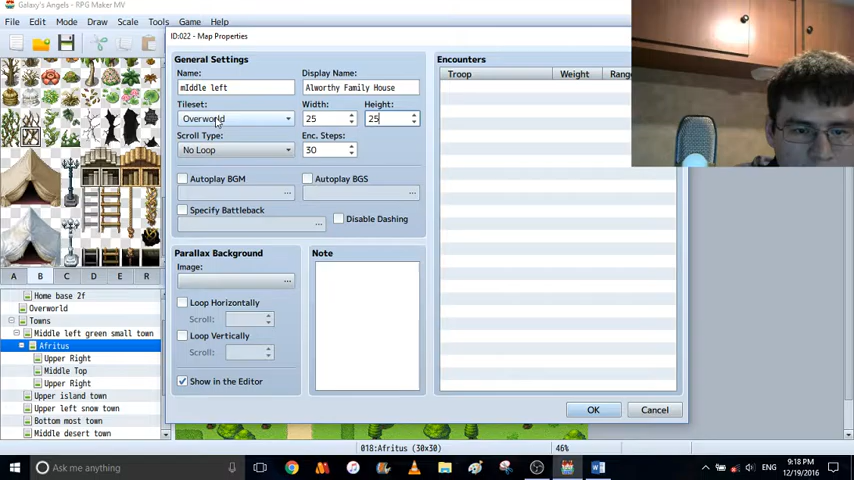 Galaxy's Angels - RPG Maker MV
File Edit Mode Draw Scale Tools Game Help
ID:022 - Map Properties
General Settings
Name:
mIddle left
Display Name:
Alworthy Family House
Tileset:
Overworld
Width:
25
Height:
25
Scroll Type:
No Loop
Enc. Steps:
30
Autoplay BGM
...
Autoplay BGS
...
Specify Battleback
...
Disable Dashing
Parallax Background
Image:
...
Loop Horizontally
Scroll:
Loop Vertically
Scroll:
Show in the Editor
Note
Encounters
Troop Weight Rang
OK
Cancel
A B C D E R
Home base 2f
Overworld
Towns
Middle left green small town
Afritus
Upper Right
Middle Top
Upper Right
Upper island town
Upper left snow town
Bottom most town
Middle desert town
018:Afritus (30x30)
46%
Ask me anything
ENG
9:18 PM
12/19/2016